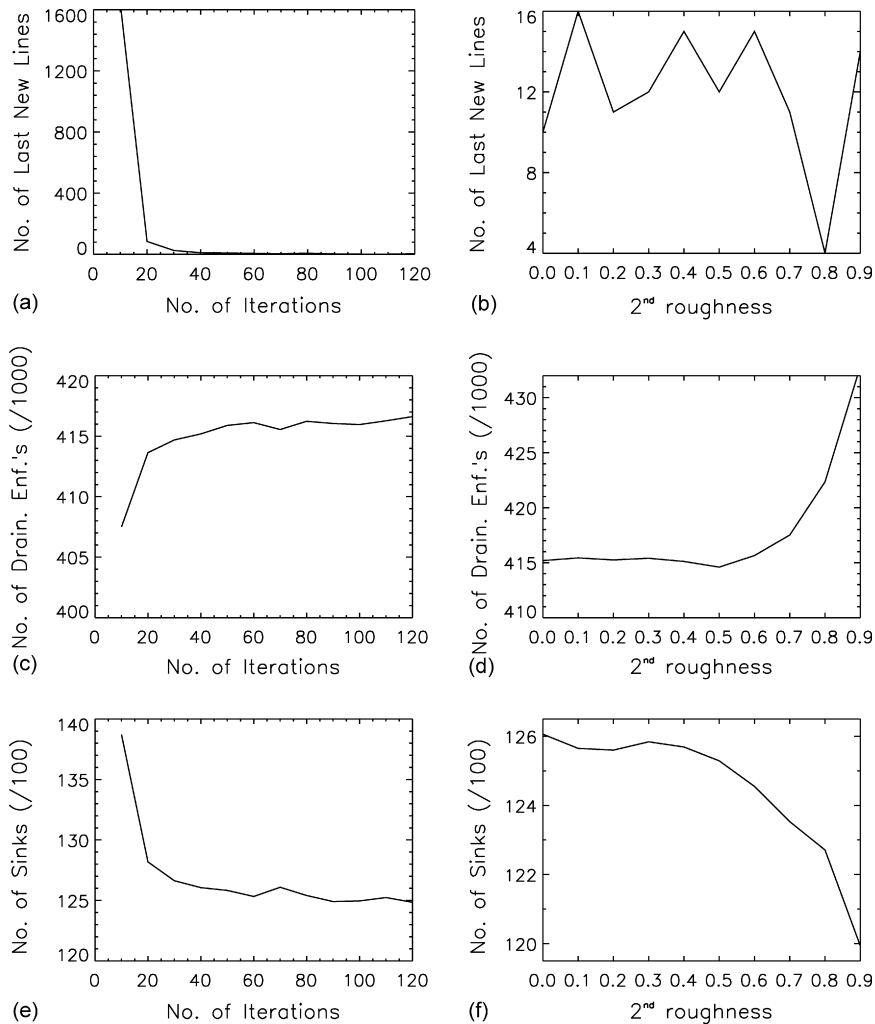 No. of Last New Lines
1600
1200
800
400
0
0 20 40 60 80 100 120
(a)
No. of Iterations
No. of Last New Lines
16
12
8
4
0.0 0.1 0.2 0.3 0.4 0.5 0.6 0.7 0.8 0.9
(b)
2nd roughness
No. of Drain. Enf.'s (/1000)
420
415
410
405
400
0 20 40 60 80 100 120
(c)
No. of Iterations
No. of Drain. Enf.'s (/1000)
430
425
420
415
410
0.0 0.1 0.2 0.3 0.4 0.5 0.6 0.7 0.8 0.9
(d)
2nd roughness
No. of Sinks (/100)
140
135
130
125
120
0 20 40 60 80 100 120
(e)
No. of Iterations
No. of Sinks (/100)
126
124
122
120
0.0 0.1 0.2 0.3 0.4 0.5 0.6 0.7 0.8 0.9
(f)
2nd roughness